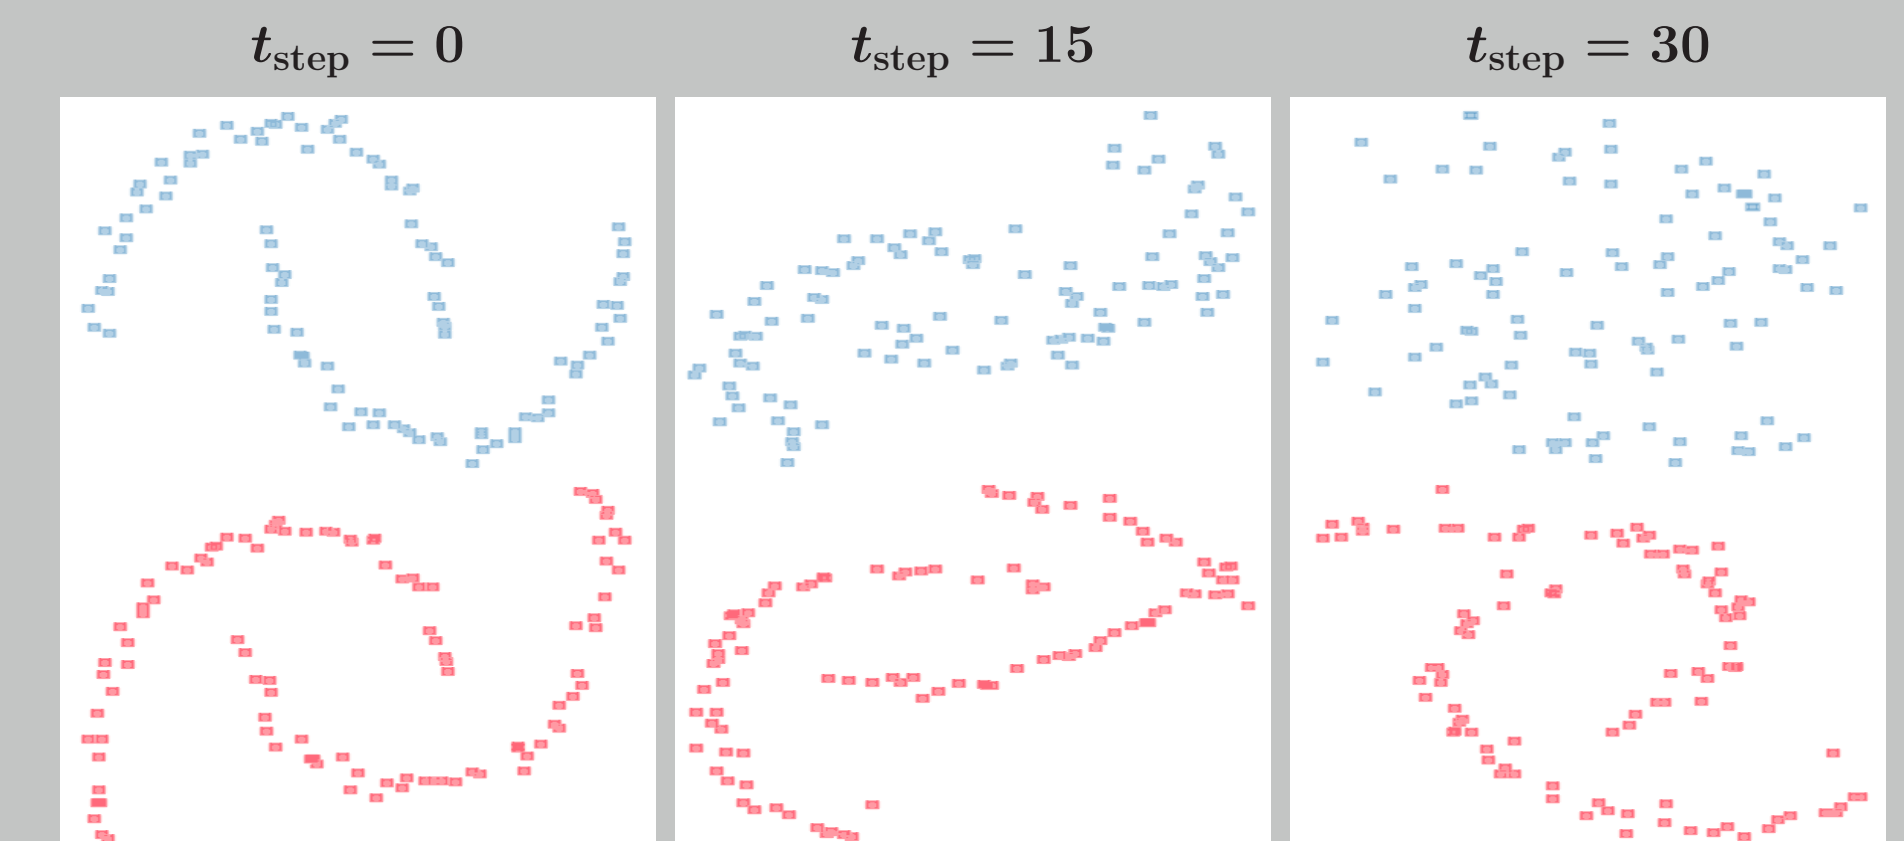 t_step = 0
t_step = 15
t_step = 30